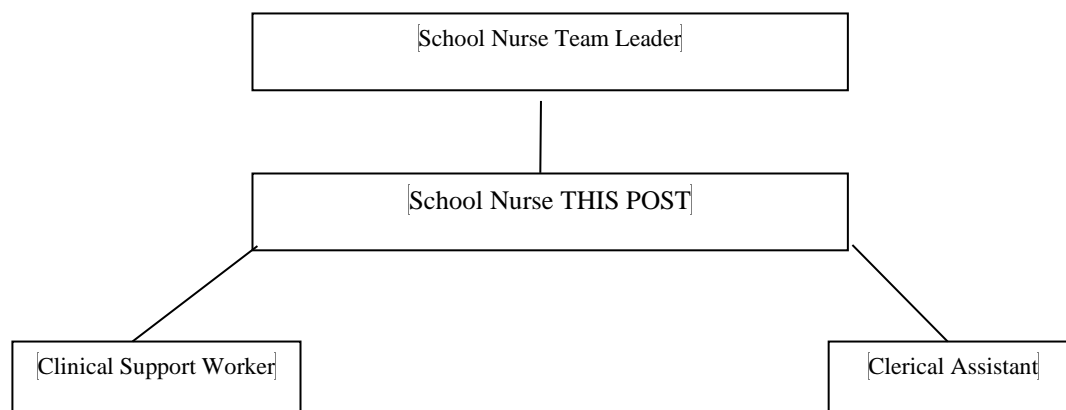 School Nurse Team Leader
School Nurse THIS POST
Clinical Support Worker
Clerical Assistant